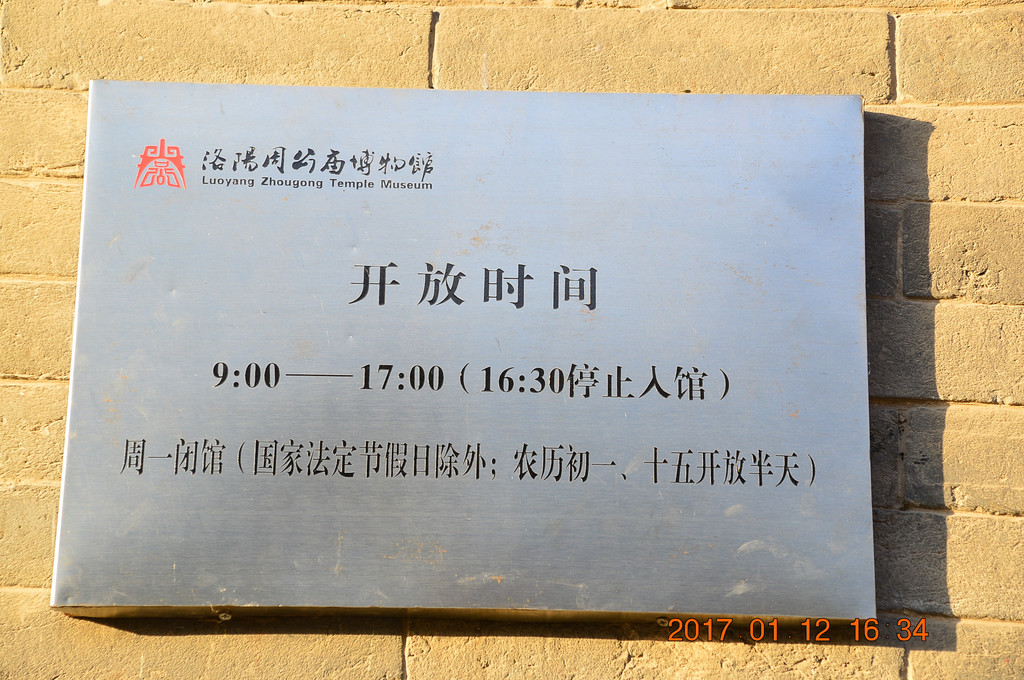 洛陽周公庙博物館
Luoyang Zhougong Temple Museum
开放时间
9:00——17:00（16:30停止入馆）
周一闭馆（国家法定节假日除外；农历初一、十五开放半天）
2017.01.12 16:34